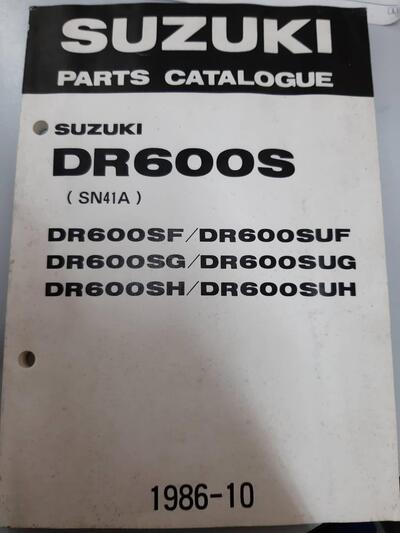 SUZUKI
PARTS CATALOGUE
SUZUKI
DR600S
( SN41A )
DR600SF/DR600SUF
DR600SG/DR600SUG
DR600SH/DR600SUH
1986-10